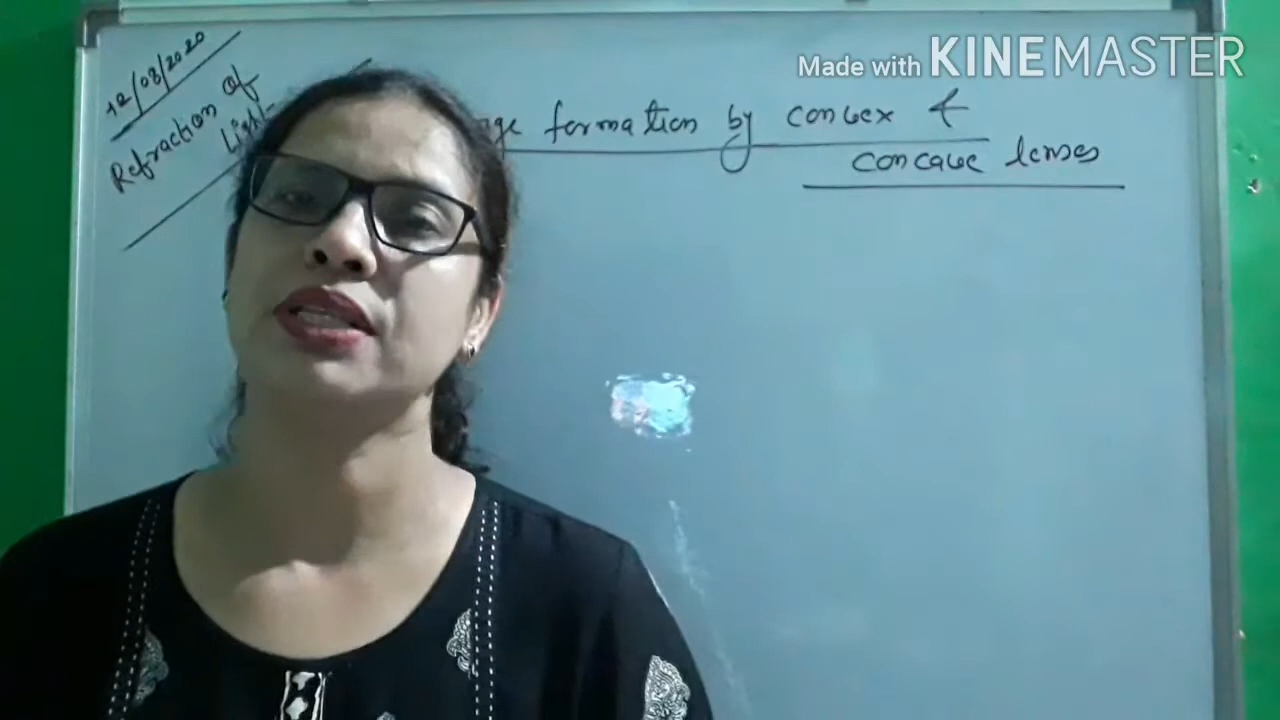 12/08/2020
Refraction of
formation by convex &
concave lenses
Made with KINEMASTER